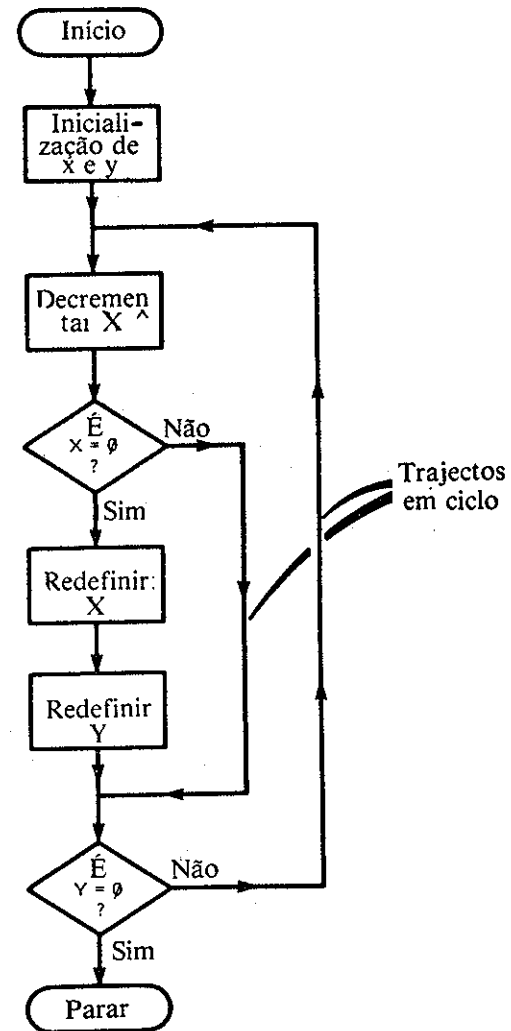 Início
Iniciali-
zação de
x e y
Decremen
tar X ^
É
X = ø
?
Não
Sim
Trajectos
em ciclo
Redefinir:
X
Redefinir
Y
É
Y = ø
?
Não
Sim
Parar